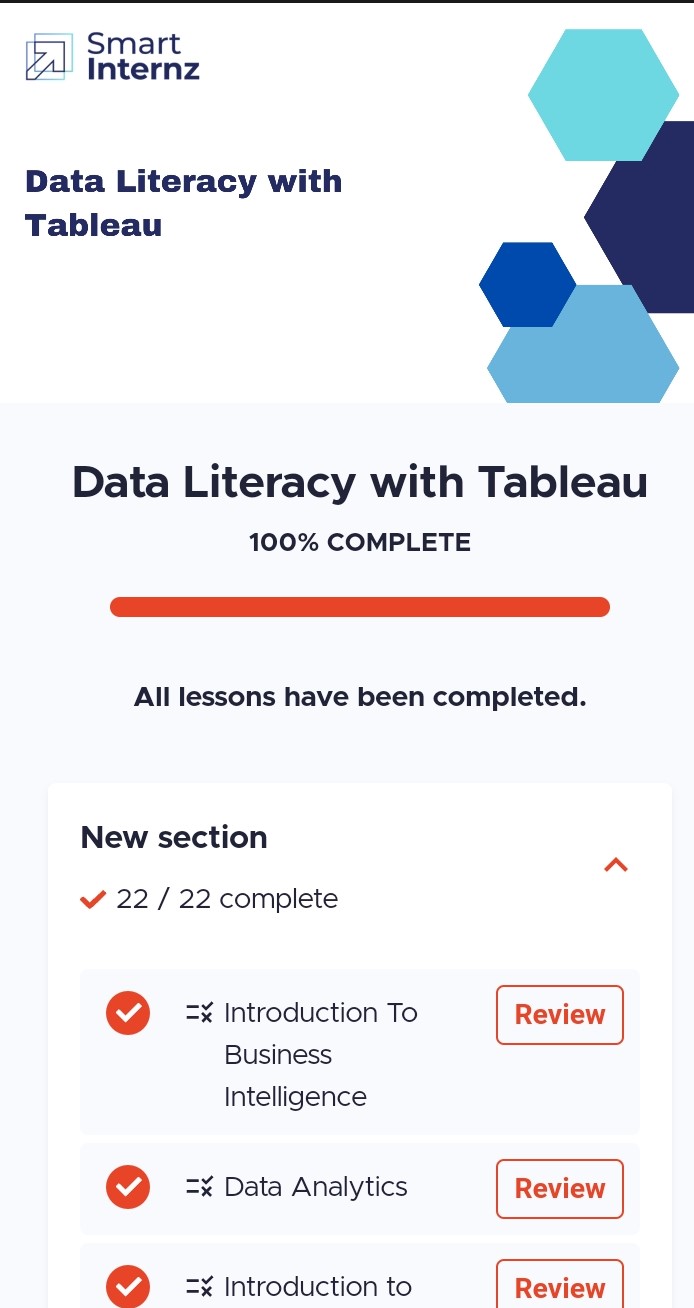 Smart
Internz
Data Literacy with
Tableau
Data Literacy with Tableau
100% COMPLETE
All lessons have been completed.
New section
22 / 22 complete
Introduction To
Business
Intelligence
Review
Data Analytics
Review
Introduction to
Review